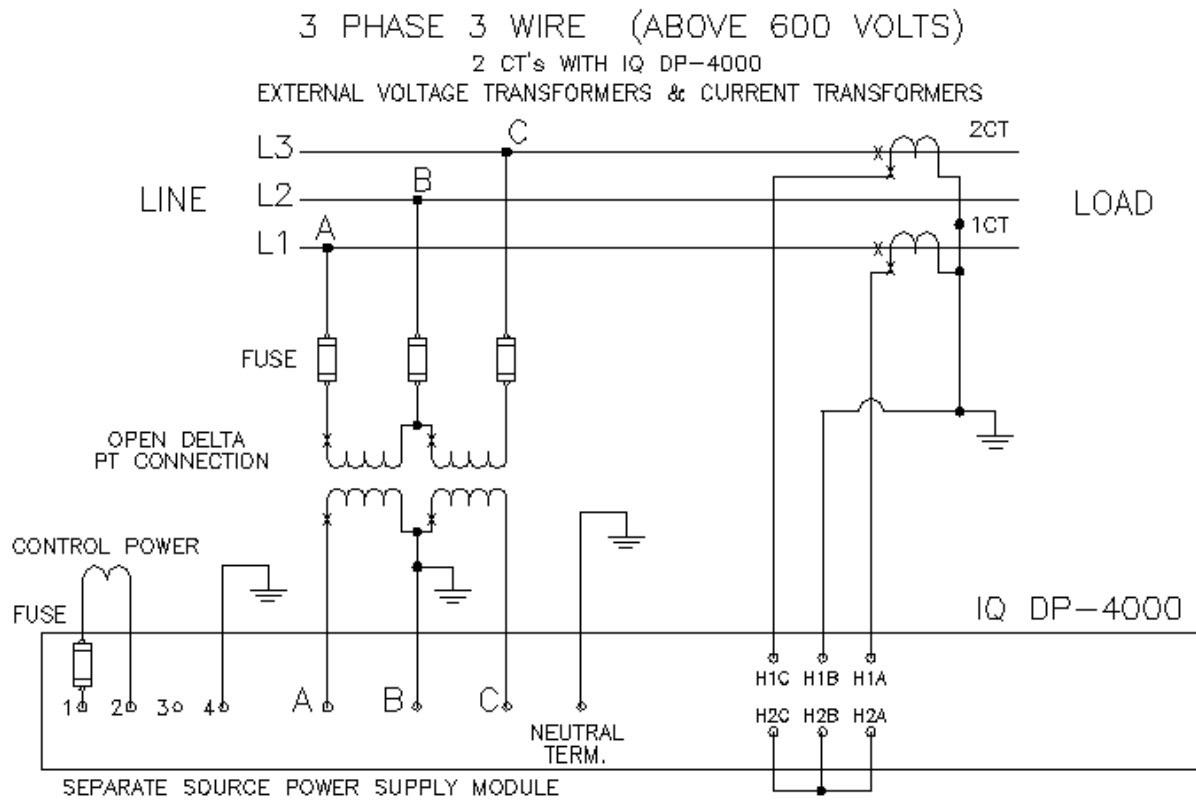 3 PHASE 3 WIRE (ABOVE 600 VOLTS)
2 CT's WITH IQ DP-4000
EXTERNAL VOLTAGE TRANSFORMERS & CURRENT TRANSFORMERS
C
2CT
L3
B
LINE
L2
LOAD
A
1CT
L1
FUSE
OPEN DELTA
PT CONNECTION
CONTROL POWER
FUSE
IQ DP-4000
H1C H1B H1A
1 2 3 4 A B C
H2C H2B H2A
NEUTRAL
TERM.
SEPARATE SOURCE POWER SUPPLY MODULE